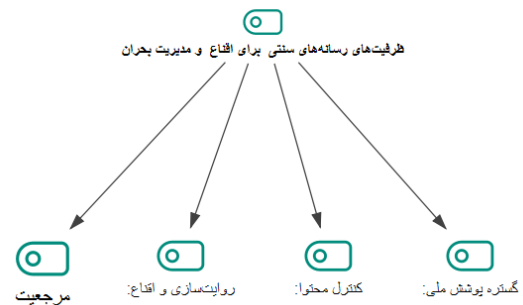 ظرفیت‌های رسانه‌های سنتی برای اقناع و مدیریت بحران
گستره پوشش ملی:
کنترل محتوا:
روایت‌سازی و اقناع:
مرجعیت